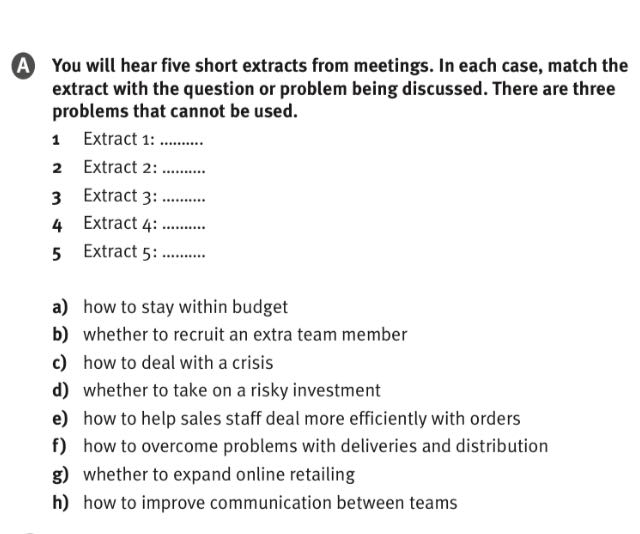 A You will hear five short extracts from meetings. In each case, match the
extract with the question or problem being discussed. There are three
problems that cannot be used.
1 Extract 1: ..........
2 Extract 2: ..........
3 Extract 3: ..........
4 Extract 4: ..........
5 Extract 5: ..........
a) how to stay within budget
b) whether to recruit an extra team member
c) how to deal with a crisis
d) whether to take on a risky investment
e) how to help sales staff deal more efficiently with orders
f) how to overcome problems with deliveries and distribution
g) whether to expand online retailing
h) how to improve communication between teams